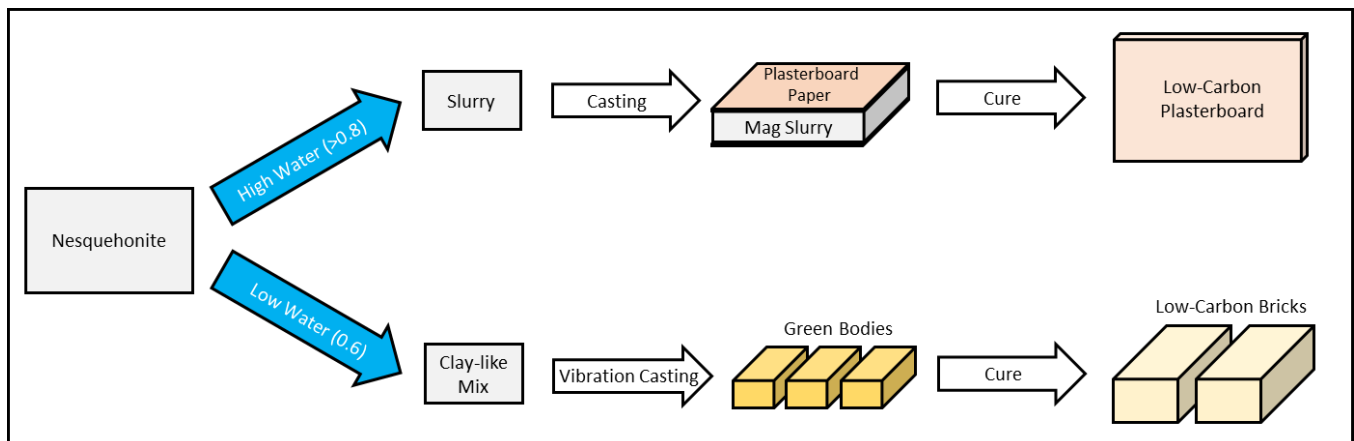 Nesquehonite
High Water (>0.8)
Slurry
Casting
Plasterboard
Paper
Mag Slurry
Cure
Low-Carbon
Plasterboard
Low Water (0.6)
Clay-like
Mix
Vibration Casting
Green Bodies
Cure
Low-Carbon Bricks